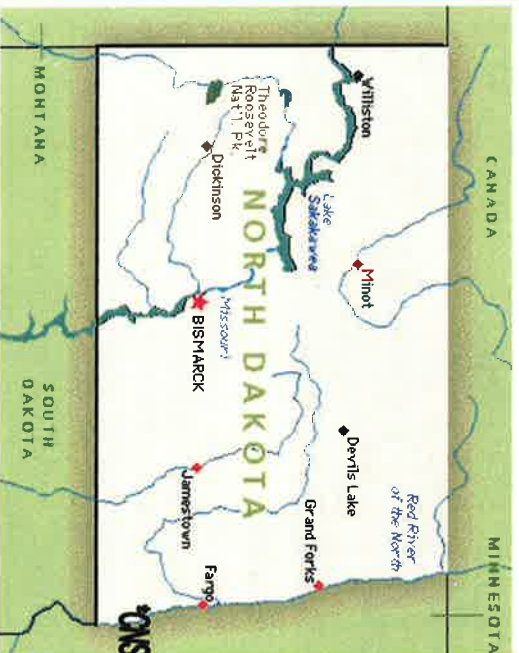 CANADA
MINNESOTA
MONTANA
SOUTH
DAKOTA
Williston
Theodore
Roosevelt
Nat'l. Pk.
Dickinson
Lake
Sakakawea
Minot
NORTH DAKOTA
Missouri
BISMARCK
Devils Lake
Red River
of the North
Grand Forks
Jamestown
Fargo